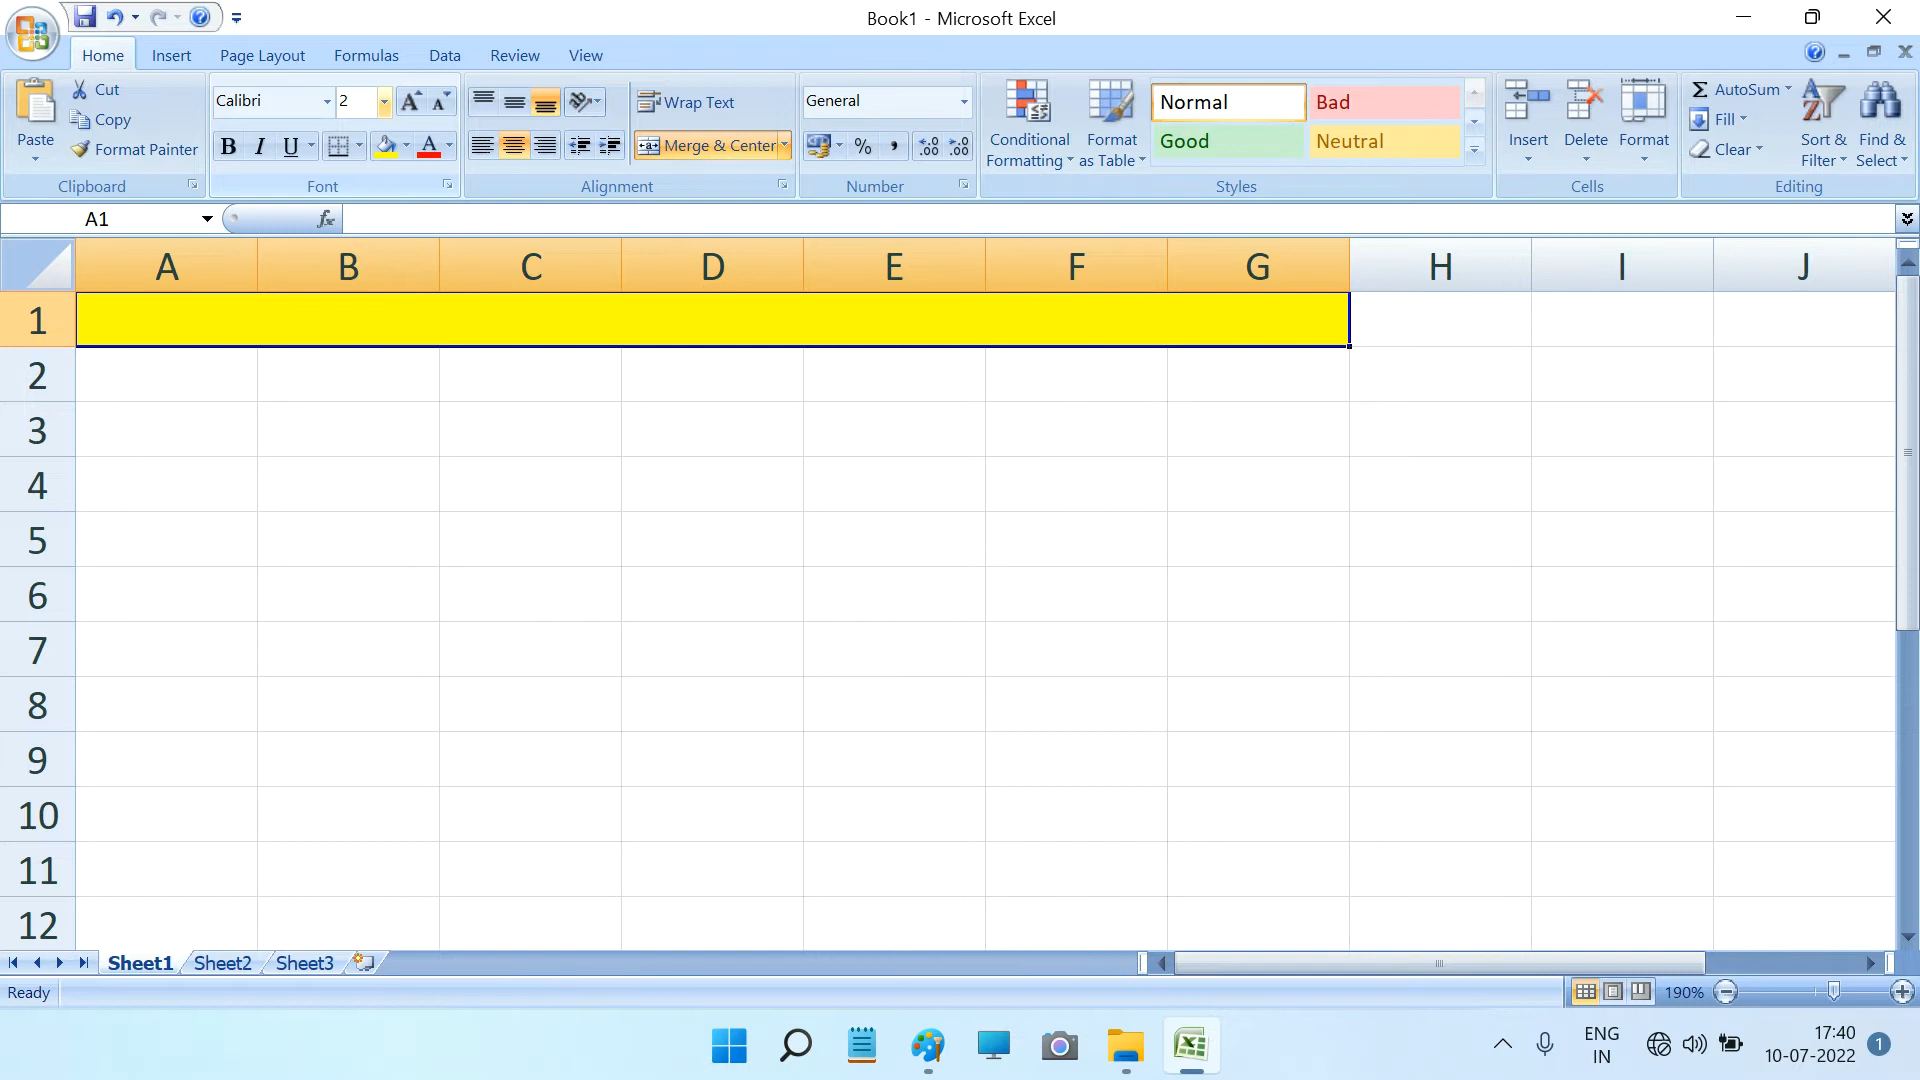 Book1 - Microsoft Excel
Home Insert Page Layout Formulas Data Review View
Paste
Cut
Copy
Format Painter
Clipboard
Calibri 2
B I U
Font
Wrap Text
Merge & Center
Alignment
General
% , .0 .00 .00 .0
Number
Conditional Formatting
Format as Table
Normal Bad
Good Neutral
Styles
Insert Delete Format
Cells
Σ AutoSum
Fill
Clear
Sort & Filter
Find & Select
Editing
A1 fx
A B C D E F G H I J
1
2
3
4
5
6
7
8
9
10
11
12
Sheet1 Sheet2 Sheet3
Ready 190%
ENG
IN
17:40
10-07-2022
1